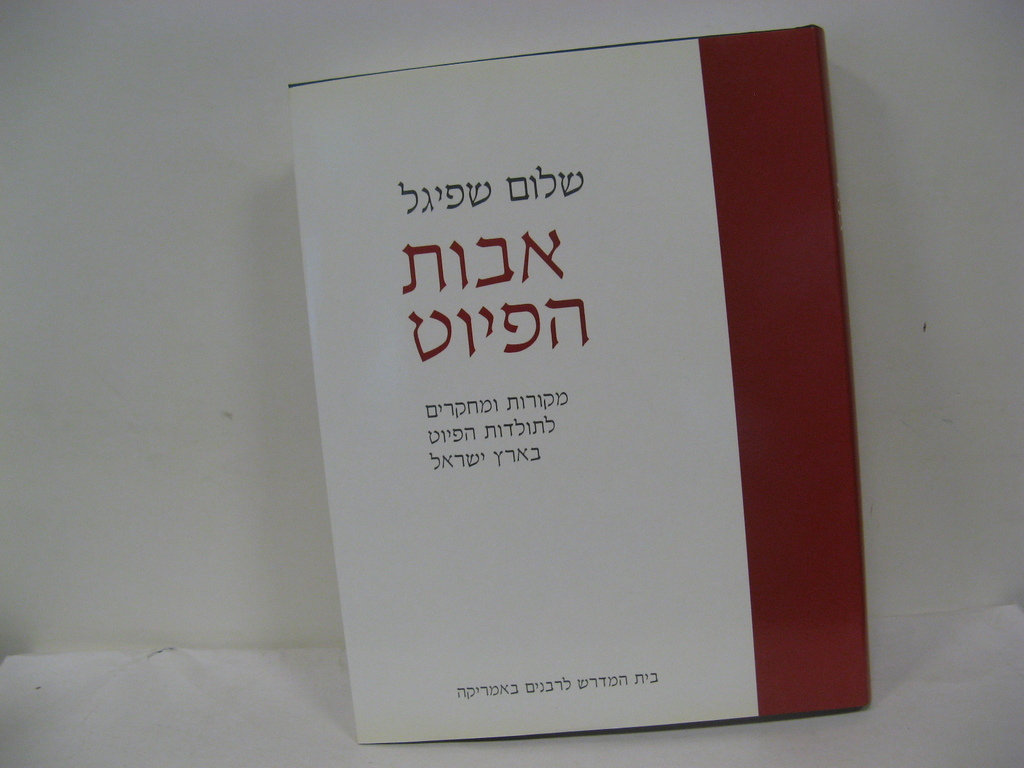 שלום שפיגל
אבות
הפיוט
מקורות ומחקרים
לתולדות הפיוט
בארץ ישראל
בית המדרש לרבנים באמריקה